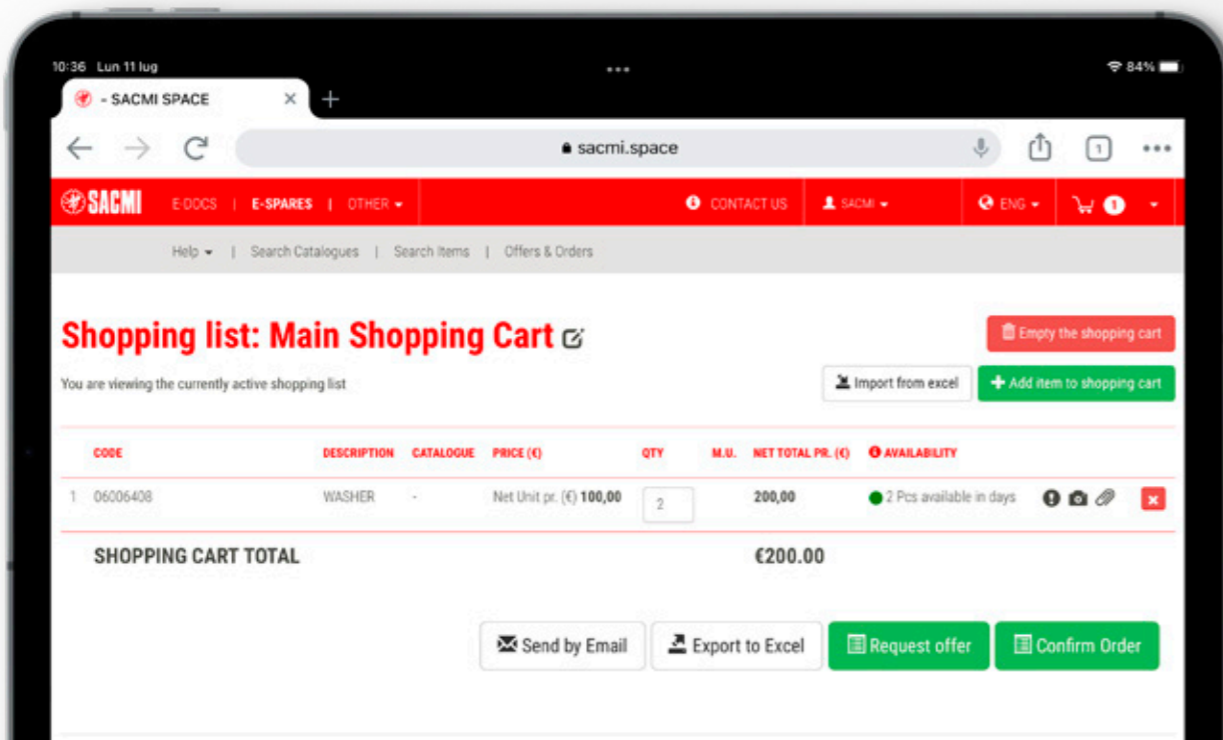 10:36 Lun 11 lug
84%
- SACMI SPACE
sacmi.space
1
SACMI E-DOCS | E-SPARES | OTHER CONTACT US SACMI ENG 1
Help | Search Catalogues | Search Items | Offers & Orders
Shopping list: Main Shopping Cart
Empty the shopping cart
You are viewing the currently active shopping list
Import from excel
Add item to shopping cart
CODE DESCRIPTION CATALOGUE PRICE (€) QTY M.U. NET TOTAL PR. (€) AVAILABILITY
1 06006408 WASHER - Net Unit pr. (€) 100,00 2 200,00 2 Pcs available in days
SHOPPING CART TOTAL €200.00
Send by Email Export to Excel Request offer Confirm Order